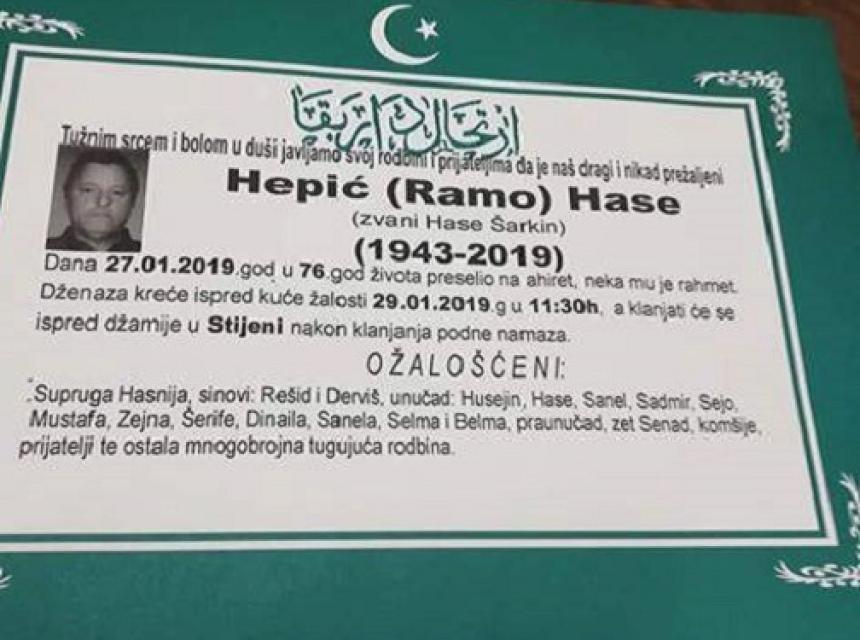 ارتحال دار بقا
Tužnim srcem i bolom u duši javljamo svoj rodbini i prijateljima da je naš dragi i nikad prežaljeni
Hepić (Ramo) Hase
(zvani Hase Šarkin)
(1943-2019)
Dana 27.01.2019.god u 76.god života preselio na ahiret, neka mu je rahmet.
Dženaza kreće ispred kuće žalosti 29.01.2019.g u 11:30h, a klanjati će se
ispred džamije u Stijeni nakon klanjanja podne namaza.
OŽALOŠĆENI:
Supruga Hasnija, sinovi: Rešid i Derviš, unučad: Husejin, Hase, Sanel, Sadmir, Sejo,
Mustafa, Zejna, Šerife, Dinaila, Sanela, Selma i Belma, praunučad, zet Senad, komšije,
prijatelji te ostala mnogobrojna tugujuća rodbina.